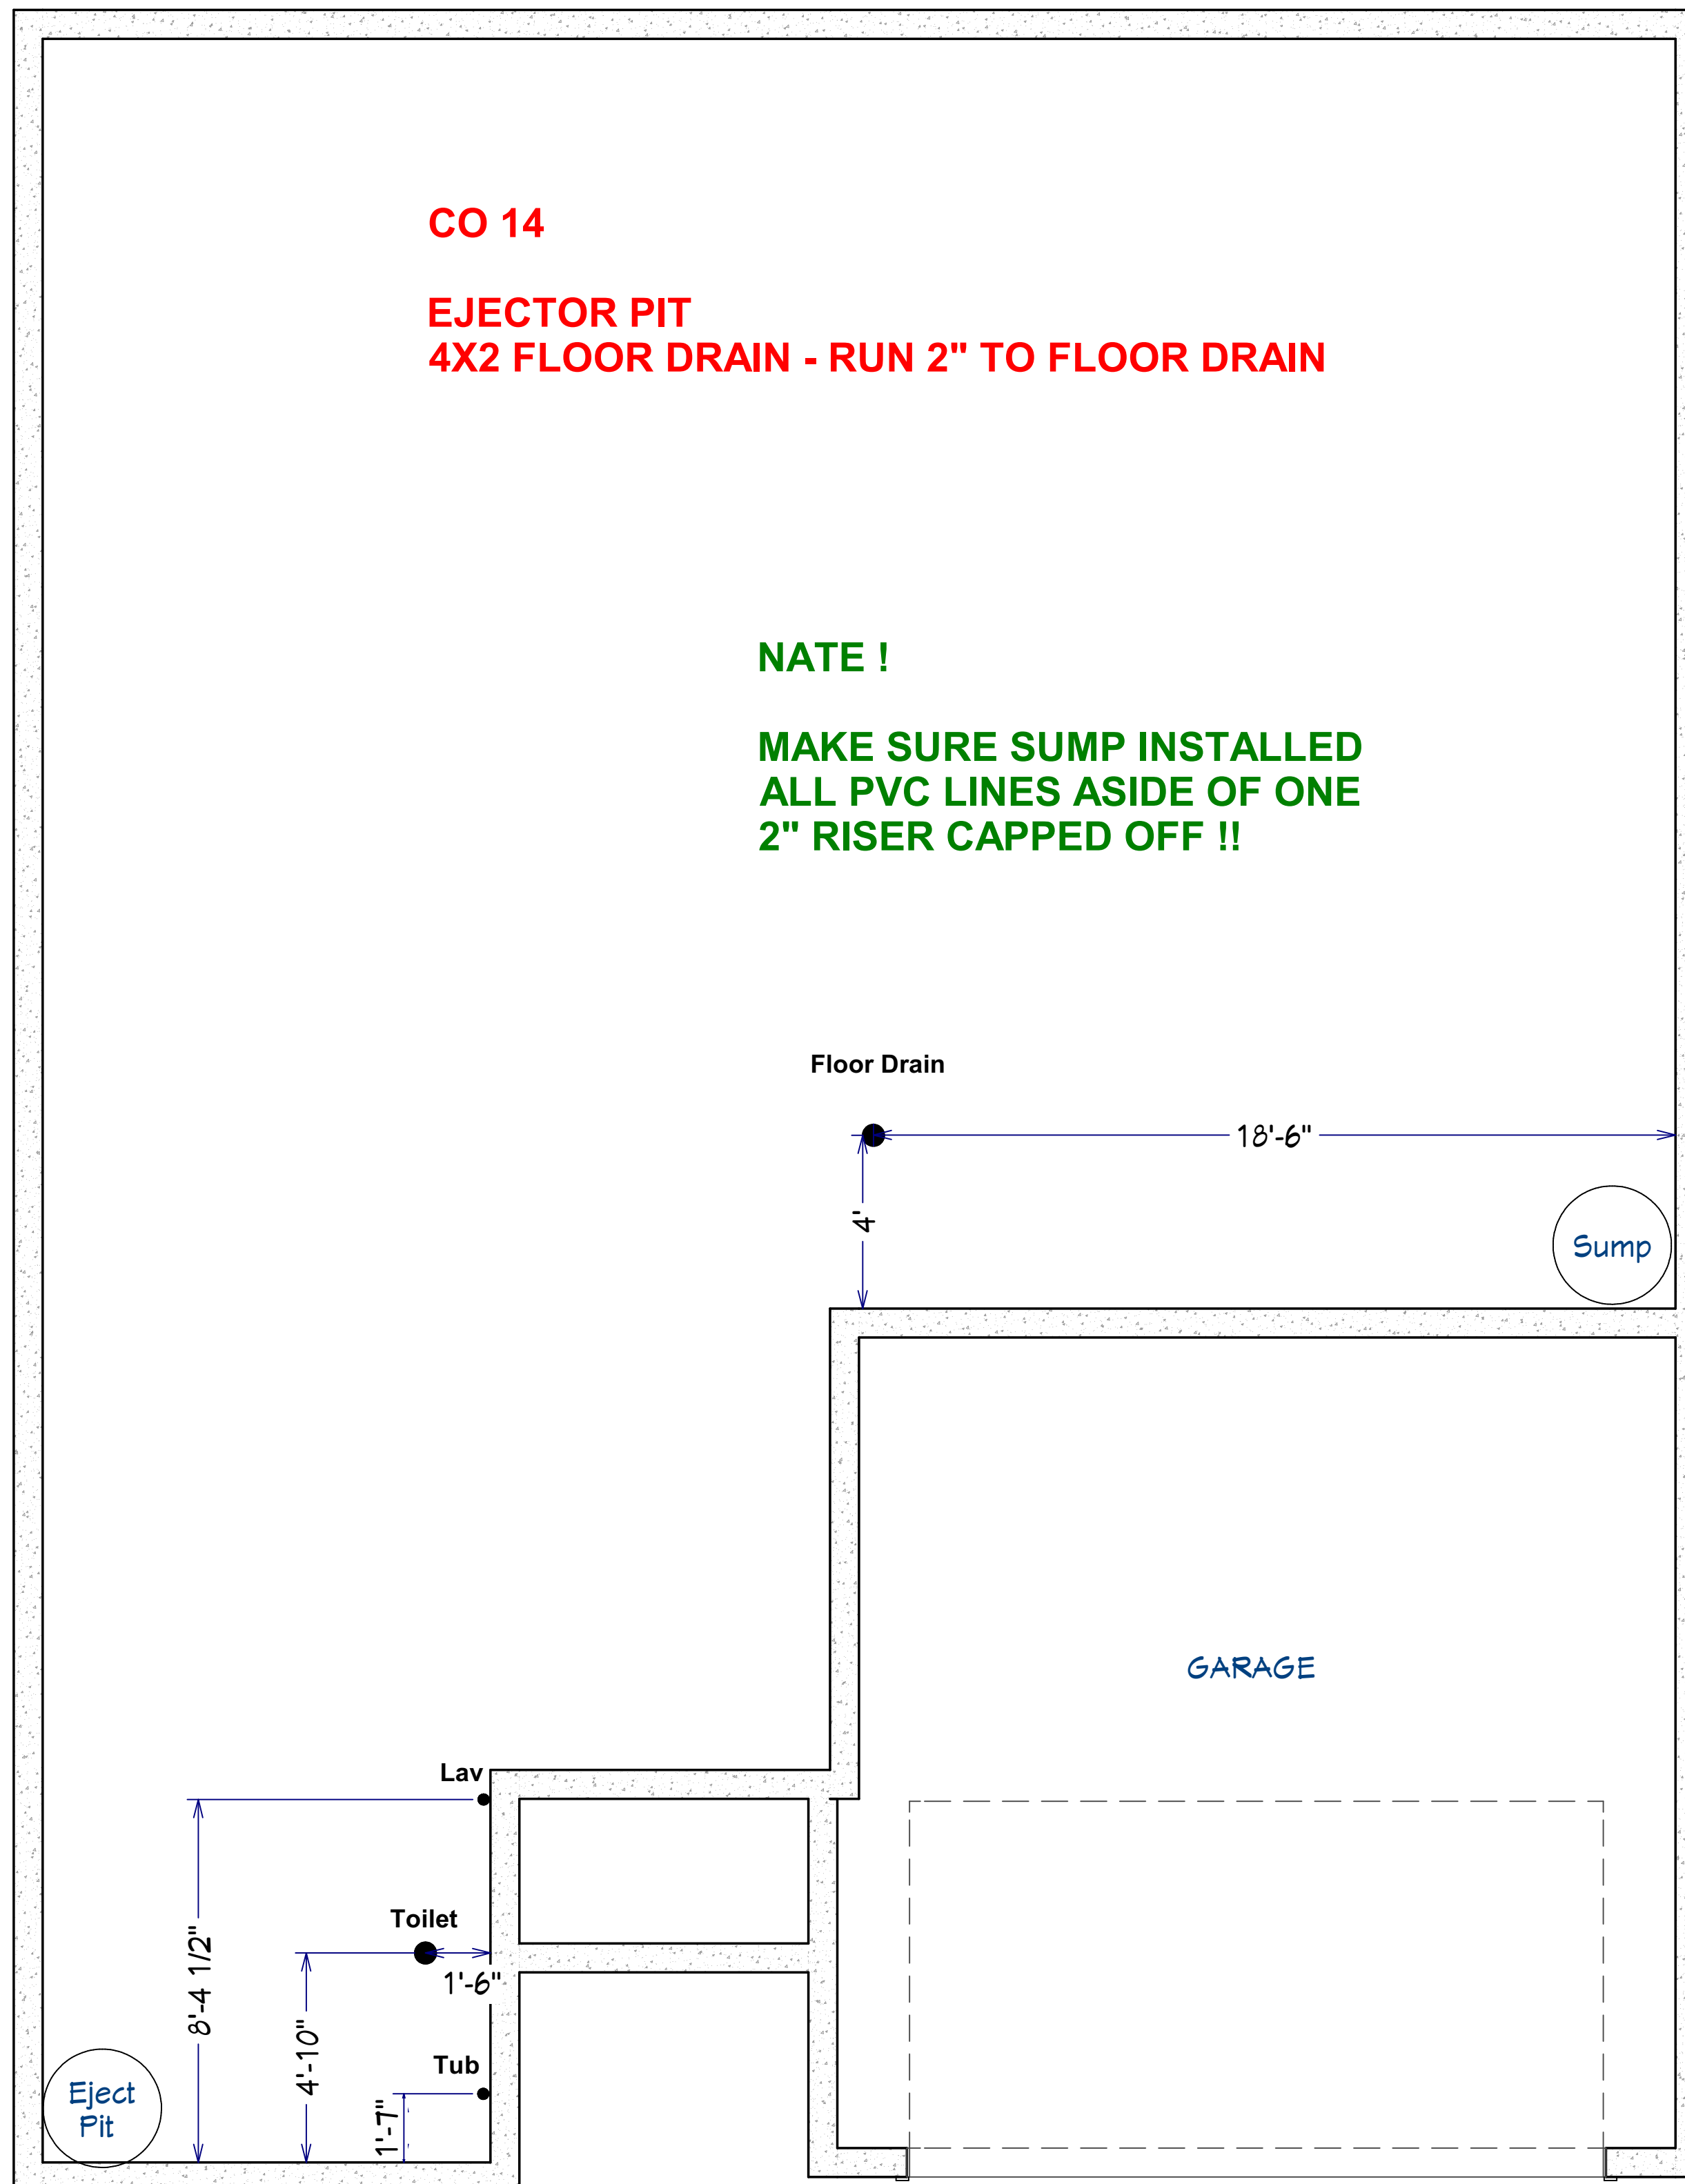 CO 14
EJECTOR PIT
4X2 FLOOR DRAIN - RUN 2" TO FLOOR DRAIN
NATE !
MAKE SURE SUMP INSTALLED
ALL PVC LINES ASIDE OF ONE
2" RISER CAPPED OFF !!
Floor Drain
18'-6"
4'
Sump
GARAGE
Lav
8'-4 1/2"
Toilet
1'-6"
4'-10"
Tub
1'-7"
Eject
Pit